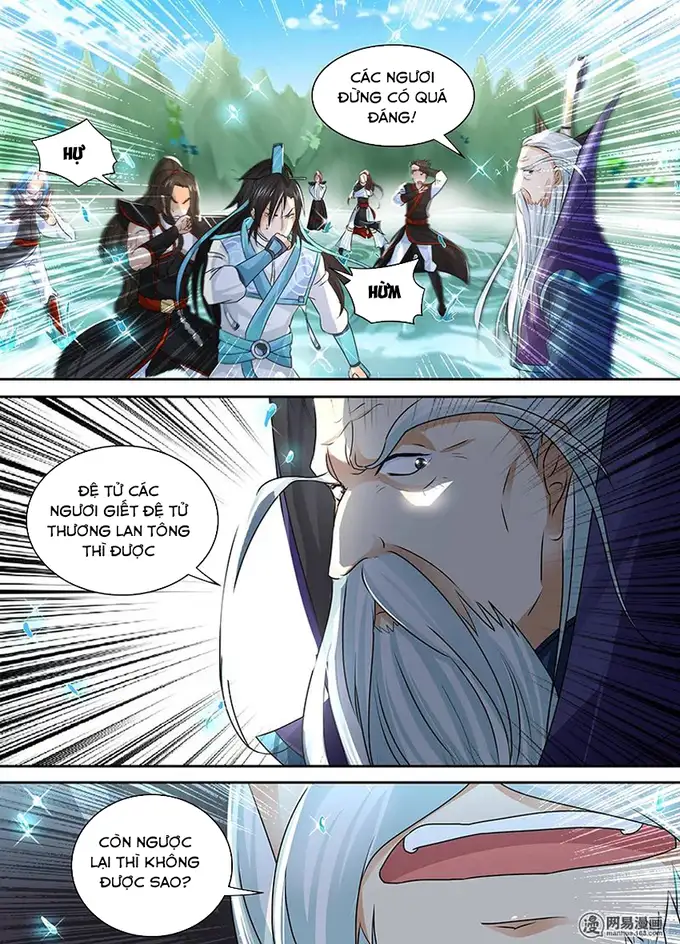 CÁC NGƯƠI
ĐỪNG CÓ QUÁ
ĐÁNG!
HỰ
HỪM
ĐỆ TỬ CÁC
NGƯƠI GIẾT ĐỆ TỬ
THƯƠNG LAN TÔNG
THÌ ĐƯỢC
CÒN NGƯỢC
LẠI THÌ KHÔNG
ĐƯỢC SAO?
網易漫画
manhua.163.com